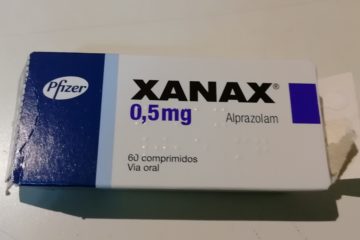 Pfizer
XANAX®
0,5mg Alprazolam
60 comprimidos
Via oral